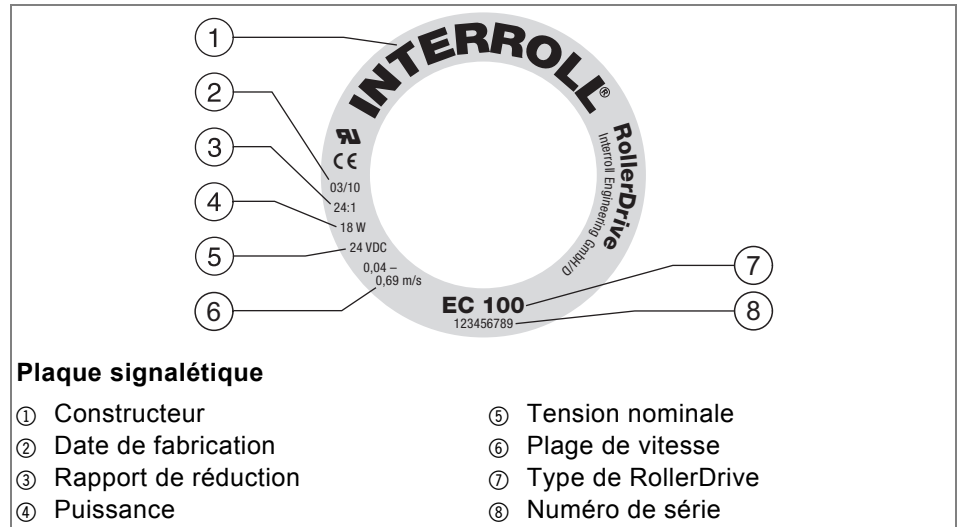 1
INTERROLL®
2
3
CE
RollerDrive
Interroll Engineering GmbH/D
03/10
24:1
4
18 W
5
24 VDC
0,04 –
0,69 m/s
6
7
EC 100
8
123456789
Plaque signalétique
① Constructeur
② Date de fabrication
③ Rapport de réduction
④ Puissance
⑤ Tension nominale
⑥ Plage de vitesse
⑦ Type de RollerDrive
⑧ Numéro de série